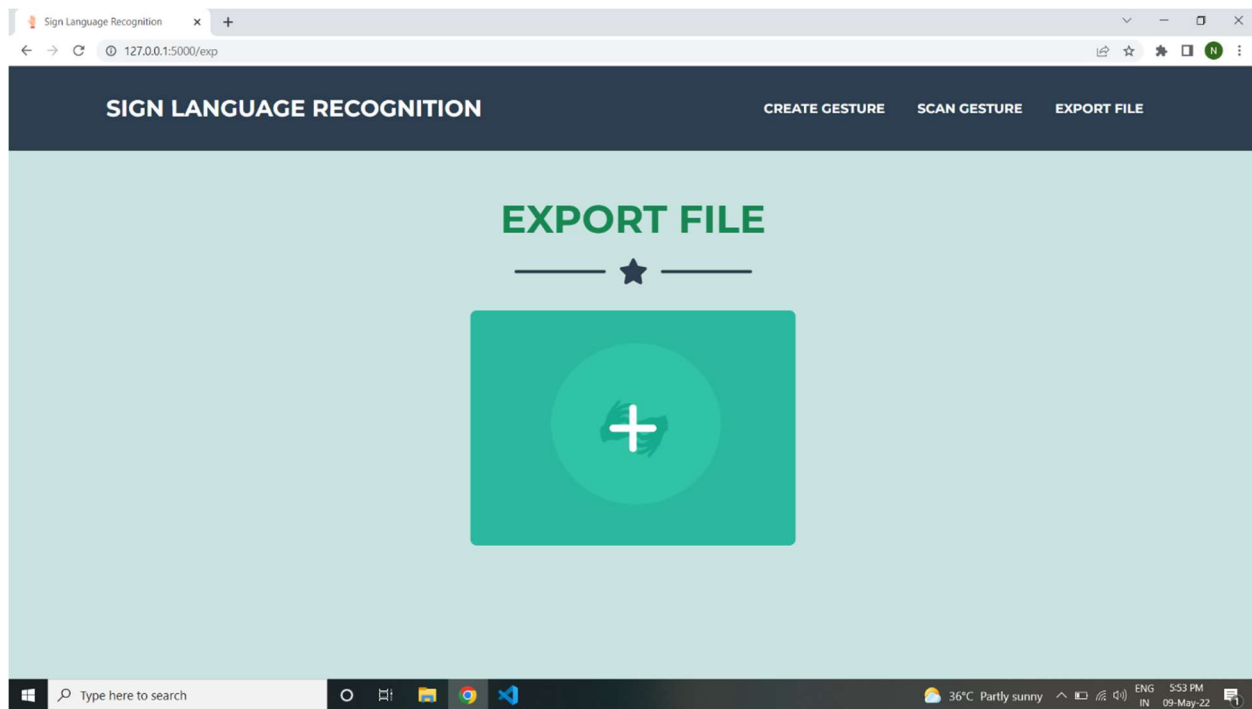 Sign Language Recognition
127.0.0.1:5000/exp
N
SIGN LANGUAGE RECOGNITION
CREATE GESTURE
SCAN GESTURE
EXPORT FILE
EXPORT FILE
Type here to search
36°C Partly sunny
ENG
IN
5:53 PM
09-May-22
1